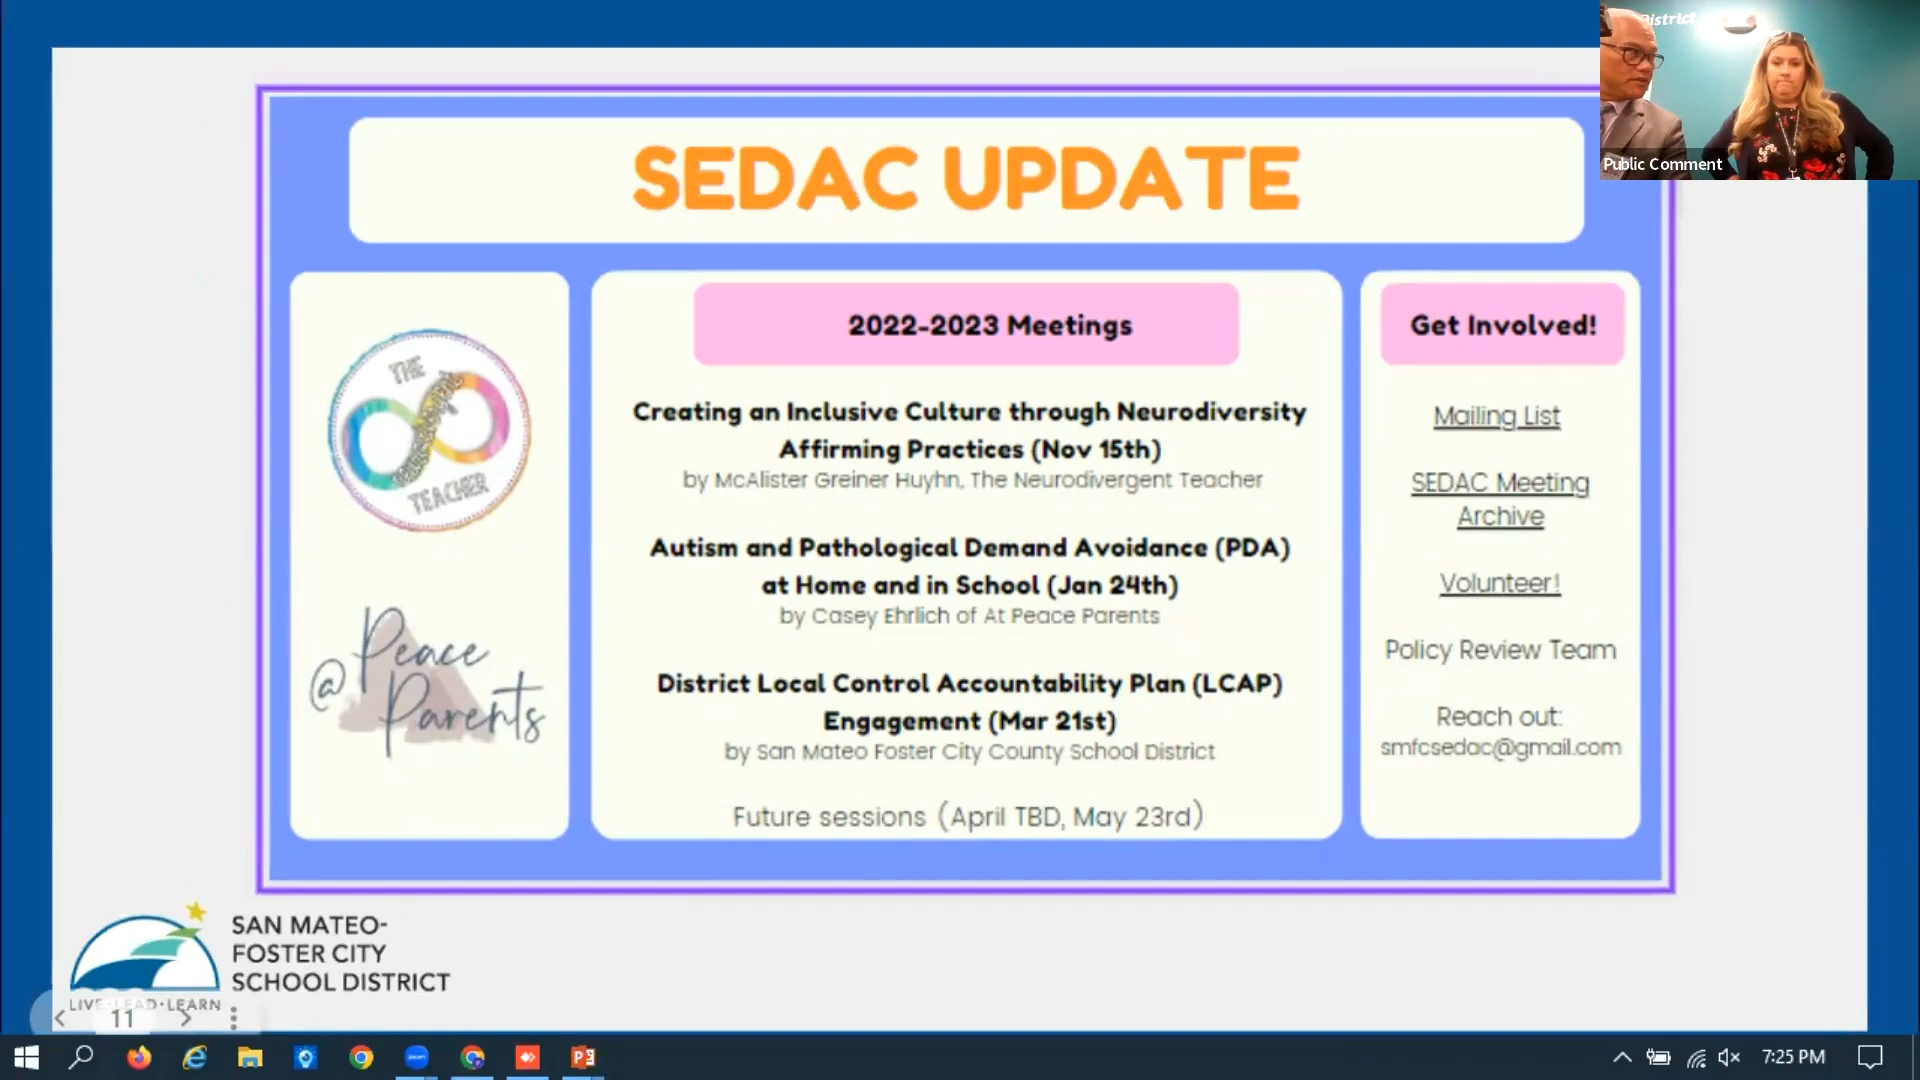 District
Public Comment
SEDAC UPDATE
THE
TEACHER
@Peace
Parents
2022-2023 Meetings
Creating an Inclusive Culture through Neurodiversity
Affirming Practices (Nov 15th)
by McAlister Greiner Huyhn, The Neurodivergent Teacher
Autism and Pathological Demand Avoidance (PDA)
at Home and in School (Jan 24th)
by Casey Ehrlich of At Peace Parents
District Local Control Accountability Plan (LCAP)
Engagement (Mar 21st)
by San Mateo Foster City County School District
Future sessions (April TBD, May 23rd)
Get Involved!
Mailing List
SEDAC Meeting
Archive
Volunteer!
Policy Review Team
Reach out:
smfcsedac@gmail.com
SAN MATEO-
FOSTER CITY
SCHOOL DISTRICT
LIVE•LEAD•LEARN
11
zoom
7:25 PM